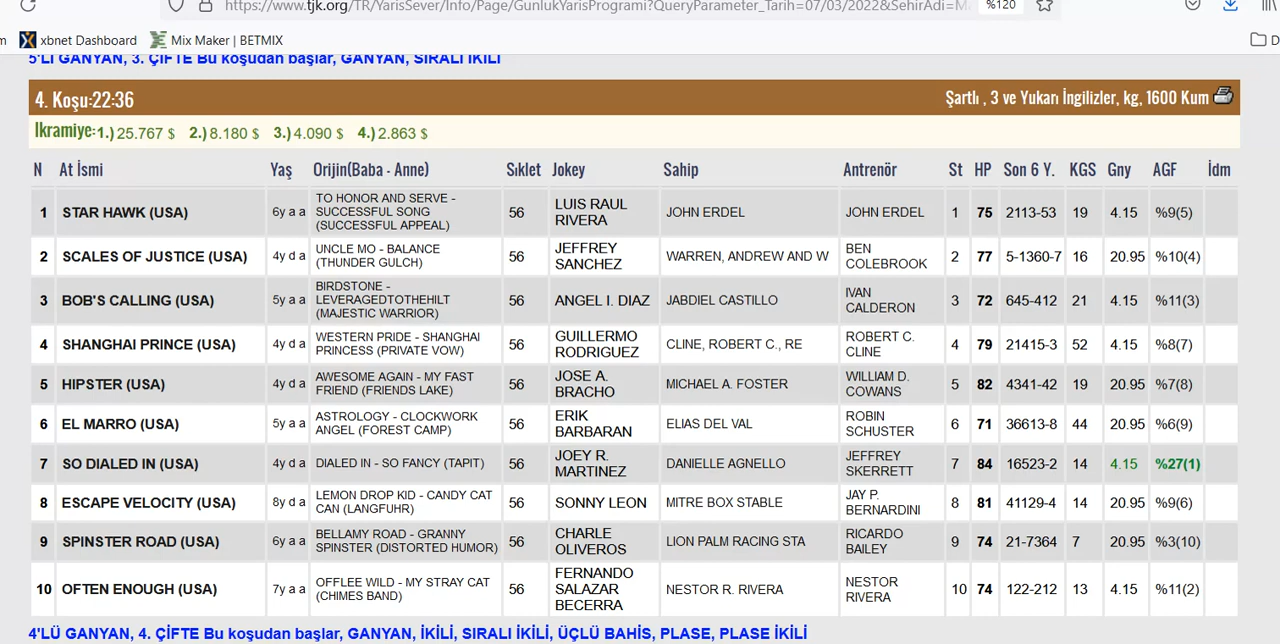 https://www.tjk.org/TR/YarisSever/Info/Page/GunlukYarisProgrami?QueryParameter_Tarih=07/03/2022&SehirAdi=Ma %120
xbnet Dashboard Mix Maker | BETMIX
5'Lİ GANYAN, 3. ÇİFTE Bu koşudan başlar, GANYAN, SIRALI İKİLİ
4. Koşu:22:36 Şartlı , 3 ve Yukarı İngilizler, kg, 1600 Kum
İkramiye:1.) 25.767 $ 2.) 8.180 $ 3.) 4.090 $ 4.) 2.863 $
N At İsmi Yaş Orijin(Baba - Anne) Sıklet Jokey Sahip Antrenör St HP Son 6 Y. KGS Gny AGF İdm
1 STAR HAWK (USA) 6y a a TO HONOR AND SERVE - SUCCESSFUL SONG (SUCCESSFUL APPEAL) 56 LUIS RAUL RIVERA JOHN ERDEL JOHN ERDEL 1 75 2113-53 19 4.15 %9(5)
2 SCALES OF JUSTICE (USA) 4y d a UNCLE MO - BALANCE (THUNDER GULCH) 56 JEFFREY SANCHEZ WARREN, ANDREW AND W BEN COLEBROOK 2 77 5-1360-7 16 20.95 %10(4)
3 BOB'S CALLING (USA) 5y a a BIRDSTONE - LEVERAGEDTOTHEHILT (MAJESTIC WARRIOR) 56 ANGEL I. DIAZ JABDIEL CASTILLO IVAN CALDERON 3 72 645-412 21 4.15 %11(3)
4 SHANGHAI PRINCE (USA) 4y d a WESTERN PRIDE - SHANGHAI PRINCESS (PRIVATE VOW) 56 GUILLERMO RODRIGUEZ CLINE, ROBERT C., RE ROBERT C. CLINE 4 79 21415-3 52 4.15 %8(7)
5 HIPSTER (USA) 4y d a AWESOME AGAIN - MY FAST FRIEND (FRIENDS LAKE) 56 JOSE A. BRACHO MICHAEL A. FOSTER WILLIAM D. COWANS 5 82 4341-42 19 20.95 %7(8)
6 EL MARRO (USA) 5y a a ASTROLOGY - CLOCKWORK ANGEL (FOREST CAMP) 56 ERIK BARBARAN ELIAS DEL VAL ROBIN SCHUSTER 6 71 36613-8 44 20.95 %6(9)
7 SO DIALED IN (USA) 4y d a DIALED IN - SO FANCY (TAPIT) 56 JOEY R. MARTINEZ DANIELLE AGNELLO JEFFREY SKERRETT 7 84 16523-2 14 4.15 %27(1)
8 ESCAPE VELOCITY (USA) 8y d a LEMON DROP KID - CANDY CAT CAN (LANGFUHR) 56 SONNY LEON MITRE BOX STABLE JAY P. BERNARDINI 8 81 41129-4 14 20.95 %9(6)
9 SPINSTER ROAD (USA) 6y a a BELLAMY ROAD - GRANNY SPINSTER (DISTORTED HUMOR) 56 CHARLE OLIVEROS LION PALM RACING STA RICARDO BAILEY 9 74 21-7364 7 20.95 %3(10)
10 OFTEN ENOUGH (USA) 7y a a OFFLEE WILD - MY STRAY CAT (CHIMES BAND) 56 FERNANDO SALAZAR BECERRA NESTOR R. RIVERA NESTOR RIVERA 10 74 122-212 13 4.15 %11(2)
4'LÜ GANYAN, 4. ÇİFTE Bu koşudan başlar, GANYAN, İKİLİ, SIRALI İKİLİ, ÜÇLÜ BAHİS, PLASE, PLASE İKİLİ